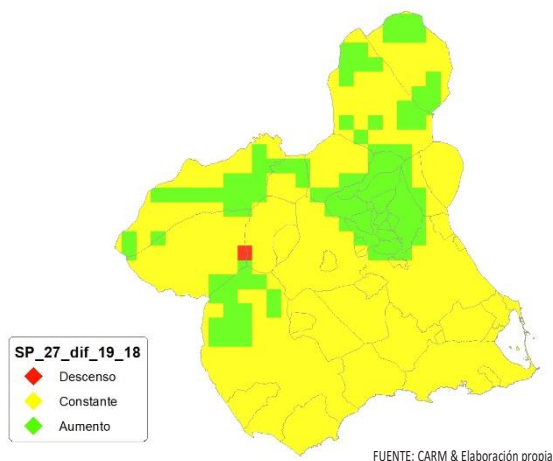 SP_27_dif_19_18
Descenso
Constante
Aumento
FUENTE: CARM & Elaboración propia